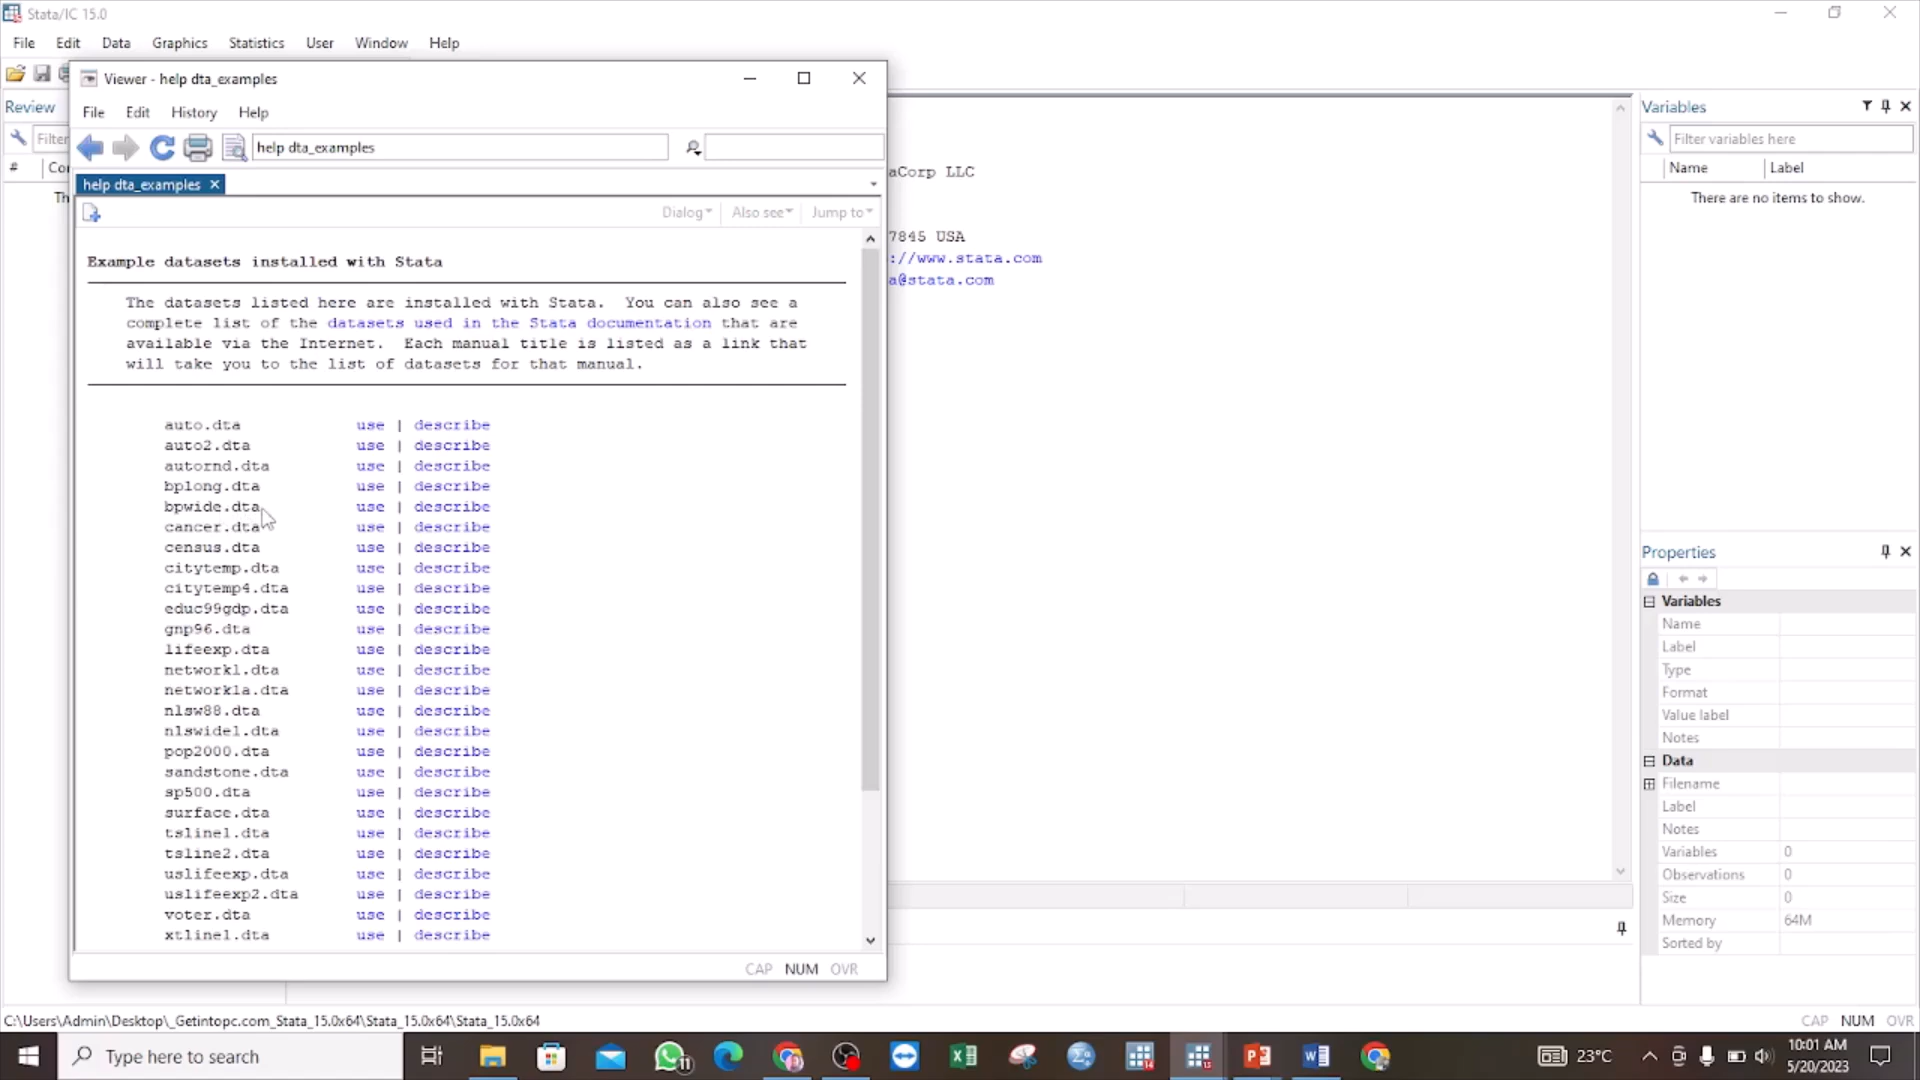 Stata/IC 15.0
File Edit Data Graphics Statistics User Window Help
Viewer - help dta_examples
File Edit History Help
help dta_examples
help dta_examples
Dialog Also see Jump to
Example datasets installed with Stata
The datasets listed here are installed with Stata. You can also see a
complete list of the datasets used in the Stata documentation that are
available via the Internet. Each manual title is listed as a link that
will take you to the list of datasets for that manual.
auto.dta use | describe
auto2.dta use | describe
autornd.dta use | describe
bplong.dta use | describe
bpwide.dta use | describe
cancer.dta use | describe
census.dta use | describe
citytemp.dta use | describe
citytemp4.dta use | describe
educ99gdp.dta use | describe
gnp96.dta use | describe
lifeexp.dta use | describe
network1.dta use | describe
network1a.dta use | describe
nlsw88.dta use | describe
nlswide1.dta use | describe
pop2000.dta use | describe
sandstone.dta use | describe
sp500.dta use | describe
surface.dta use | describe
tsline1.dta use | describe
tsline2.dta use | describe
uslifeexp.dta use | describe
uslifeexp2.dta use | describe
voter.dta use | describe
xtline1.dta use | describe
CAP NUM OVR
Review
Filter
# Co
Th
aCorp LLC
7845 USA
://www.stata.com
a@stata.com
Variables
Filter variables here
Name Label
There are no items to show.
Properties
Variables
Name
Label
Type
Format
Value label
Notes
Data
Filename
Label
Notes
Variables 0
Observations 0
Size 0
Memory 64M
Sorted by
C:\Users\Admin\Desktop\_Getintopc.com_Stata_15.0x64\Stata_15.0x64\Stata_15.0x64
CAP NUM OVR
Type here to search
11
23°C
10:01 AM
5/20/2023